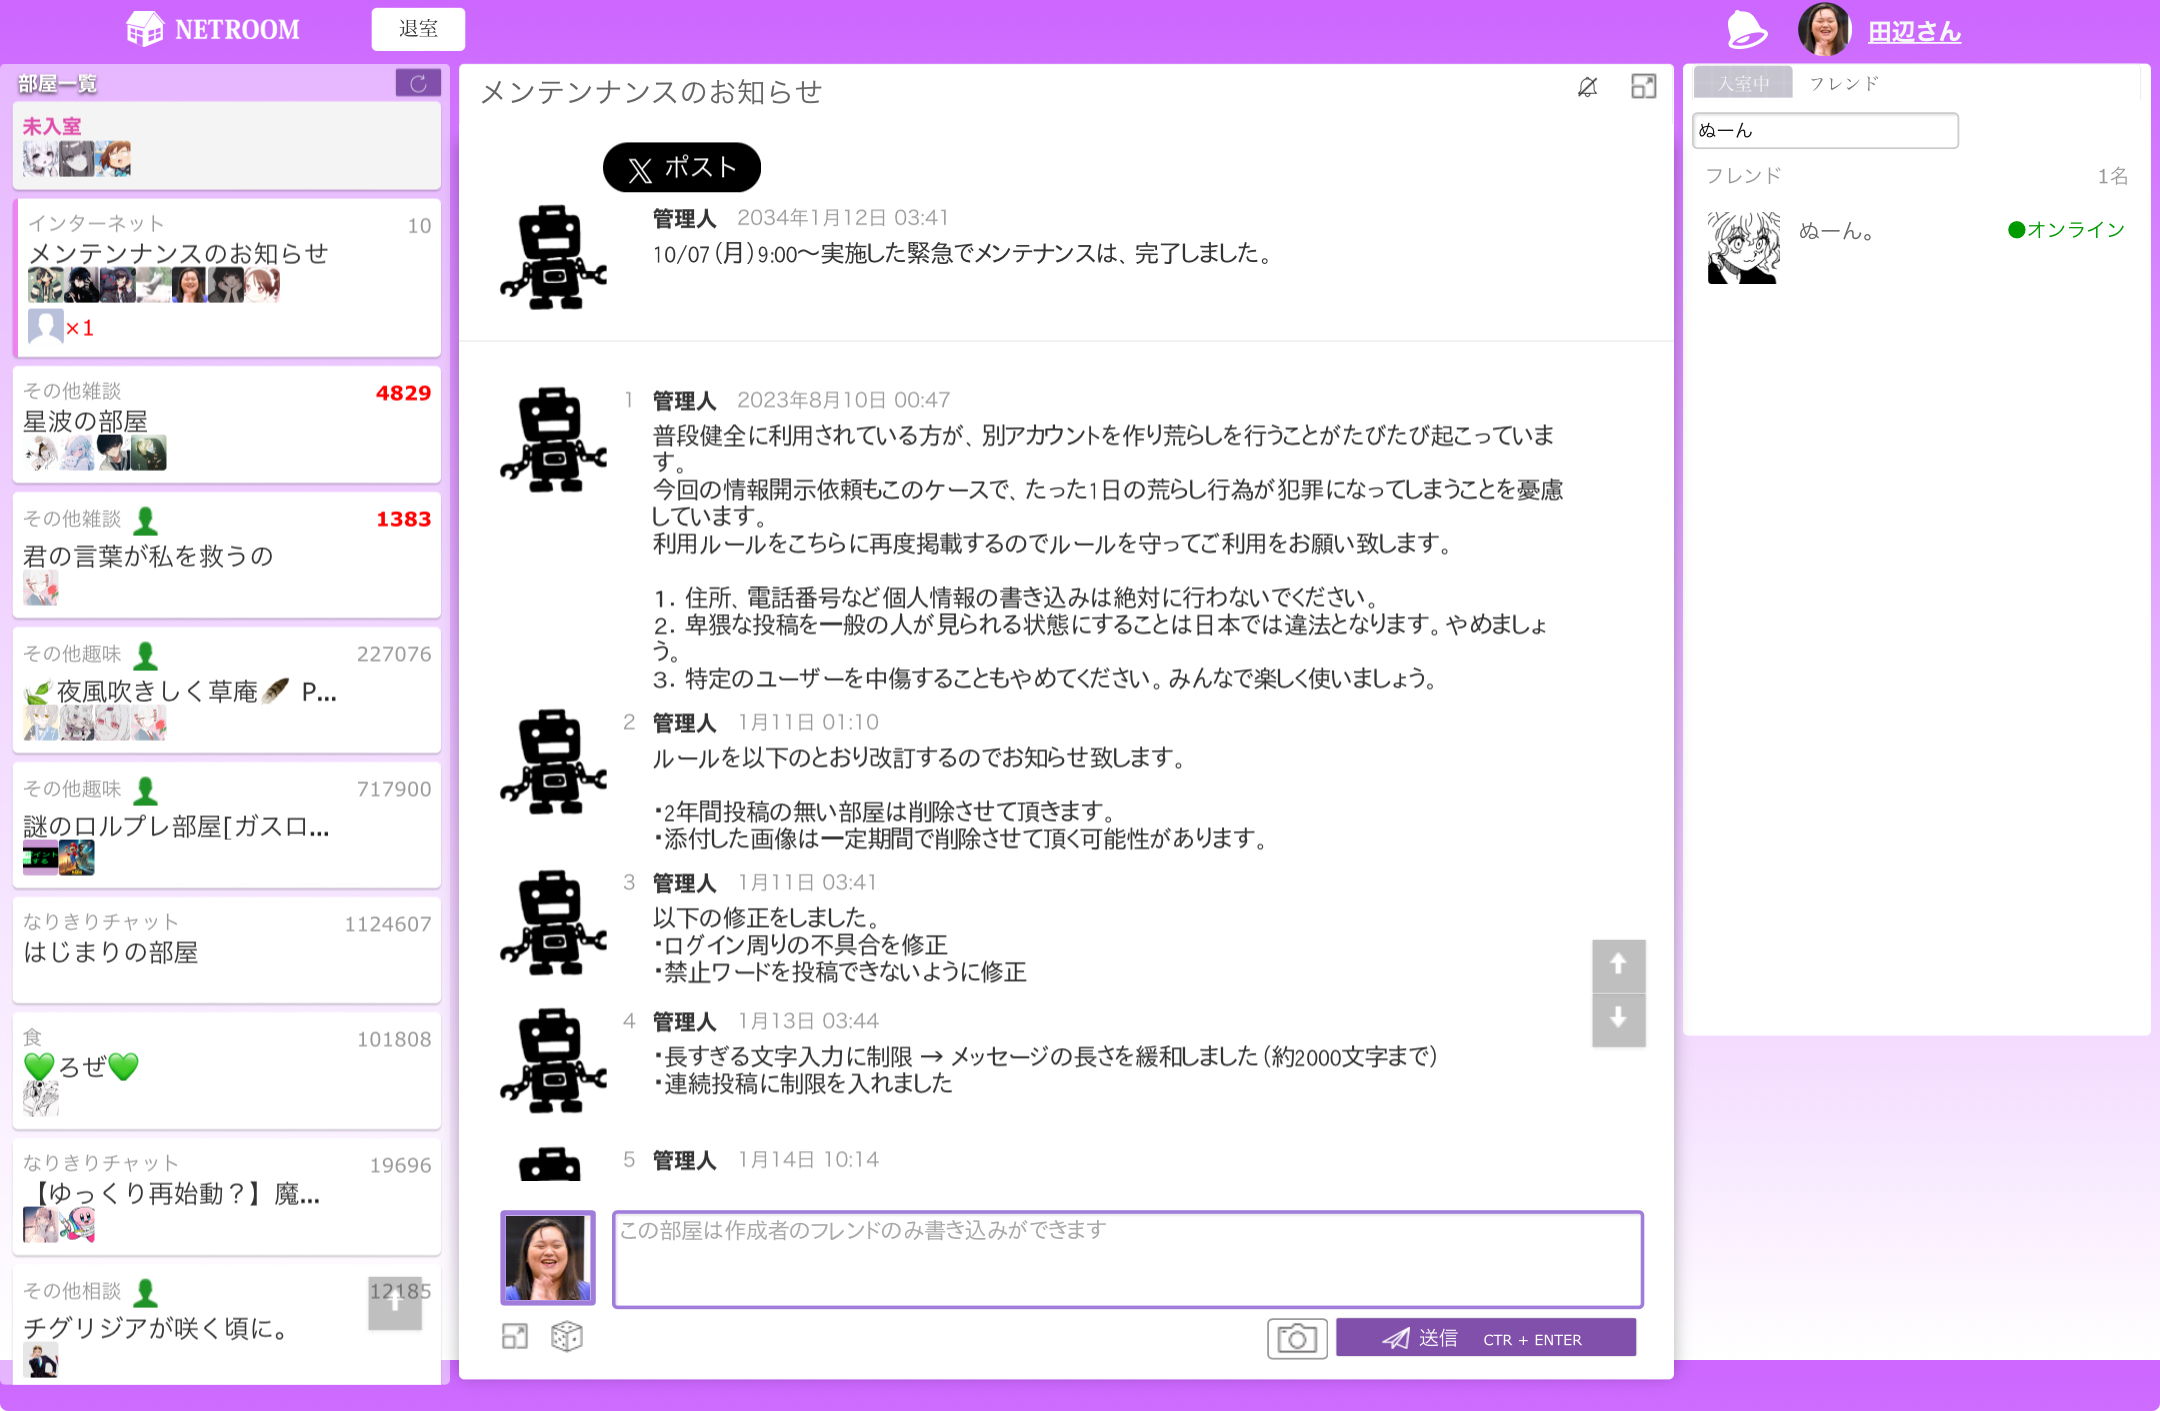 NETROOM
退室
田辺さん
部屋一覧
未入室
インターネット 10
メンテンナンスのお知らせ
×1
その他雑談 4829
星波の部屋
その他雑談 1383
君の言葉が私を救うの
その他趣味 227076
🌿夜風吹きしく草庵🪶 P...
その他趣味 717900
謎のロルプレ部屋[ガスロ...
なりきりチャット 1124607
はじまりの部屋
食 101808
💚ろぜ💚
なりきりチャット 19696
【ゆっくり再始動？】魔...
その他相談 12185
チグリジアが咲く頃に。
メンテンナンスのお知らせ
X ポスト
管理人 2034年1月12日 03:41
10/07（月）9:00～実施した緊急でメンテナンスは、完了しました。
1 管理人 2023年8月10日 00:47
普段健全に利用されている方が、別アカウントを作り荒らしを行うことがたびたび起こっていま
す。
今回の情報開示依頼もこのケースで、たった1日の荒らし行為が犯罪になってしまうことを憂慮
しています。
利用ルールをこちらに再度掲載するのでルールを守ってご利用をお願い致します。
１．住所、電話番号など個人情報の書き込みは絶対に行わないでください。
２．卑猥な投稿を一般の人が見られる状態にすることは日本では違法となります。やめましょ
う。
３．特定のユーザーを中傷することもやめてください。みんなで楽しく使いましょう。
2 管理人 1月11日 01:10
ルールを以下のとおり改訂するのでお知らせ致します。
・2年間投稿の無い部屋は削除させて頂きます。
・添付した画像は一定期間で削除させて頂く可能性があります。
3 管理人 1月11日 03:41
以下の修正をしました。
・ログイン周りの不具合を修正
・禁止ワードを投稿できないように修正
4 管理人 1月13日 03:44
・長すぎる文字入力に制限 → メッセージの長さを緩和しました（約2000文字まで）
・連続投稿に制限を入れました
5 管理人 1月14日 10:14
この部屋は作成者のフレンドのみ書き込みができます
送信 CTR + ENTER
入室中 フレンド
ぬーん
フレンド 1名
ぬーん。 ●オンライン